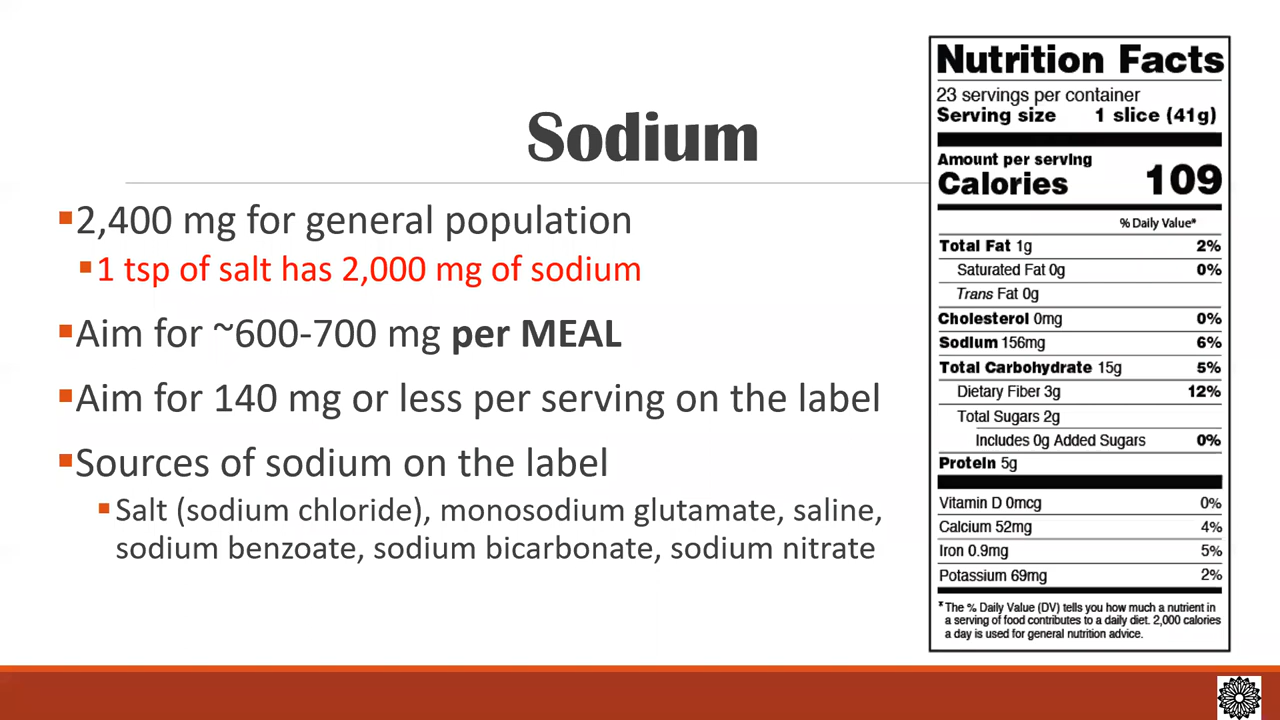 Sodium
▪2,400 mg for general population
▪1 tsp of salt has 2,000 mg of sodium
▪Aim for ~600-700 mg per MEAL
▪Aim for 140 mg or less per serving on the label
▪Sources of sodium on the label
▪Salt (sodium chloride), monosodium glutamate, saline,
sodium benzoate, sodium bicarbonate, sodium nitrate
Nutrition Facts
23 servings per container
Serving size 1 slice (41g)
Amount per serving
Calories 109
% Daily Value*
Total Fat 1g 2%
Saturated Fat 0g 0%
Trans Fat 0g
Cholesterol 0mg 0%
Sodium 156mg 6%
Total Carbohydrate 15g 5%
Dietary Fiber 3g 12%
Total Sugars 2g
Includes 0g Added Sugars 0%
Protein 5g
Vitamin D 0mcg 0%
Calcium 52mg 4%
Iron 0.9mg 5%
Potassium 69mg 2%
*The % Daily Value (DV) tells you how much a nutrient in
a serving of food contributes to a daily diet. 2,000 calories
a day is used for general nutrition advice.